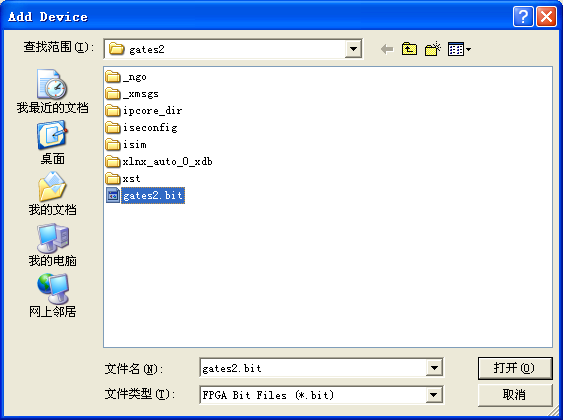 Add Device
查找范围(I):
gates2
我最近的文档
桌面
我的文档
我的电脑
网上邻居
_ngo
_xmsgs
ipcore_dir
iseconfig
isim
xlnx_auto_0_xdb
xst
gates2.bit
文件名(N):
gates2.bit
打开(O)
文件类型(T):
FPGA Bit Files (*.bit)
取消